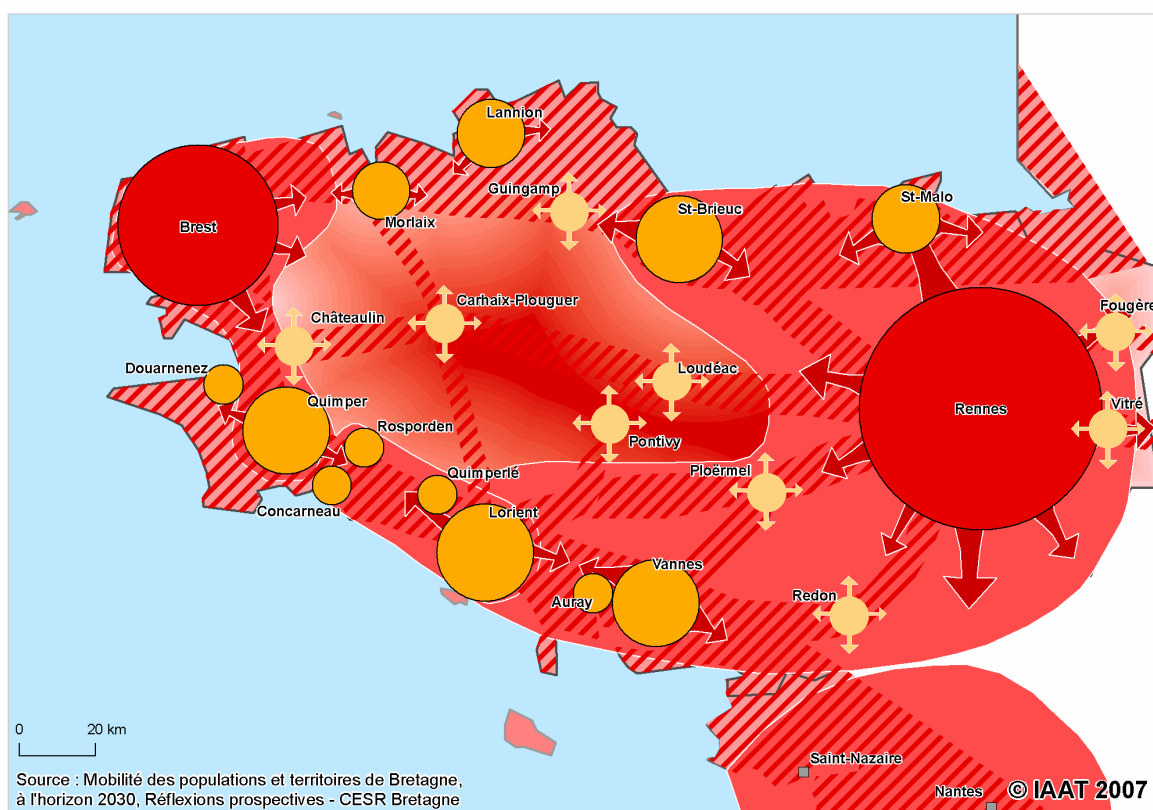 Lannion
Guingamp
St-Malo
St-Brieuc
Morlaix
Brest
Carhaix-Plouguer
Fougère
Châteaulin
Douarnenez
Loudéac
Quimper
Rennes
Vitré
Rosporden
Pontivy
Quimperlé
Ploërmel
Concarneau
Lorient
Vannes
Auray
Redon
0 20 km
Saint-Nazaire
Source : Mobilité des populations et territoires de Bretagne,
à l'horizon 2030, Réflexions prospectives - CESR Bretagne
Nantes
© IAAT 2007